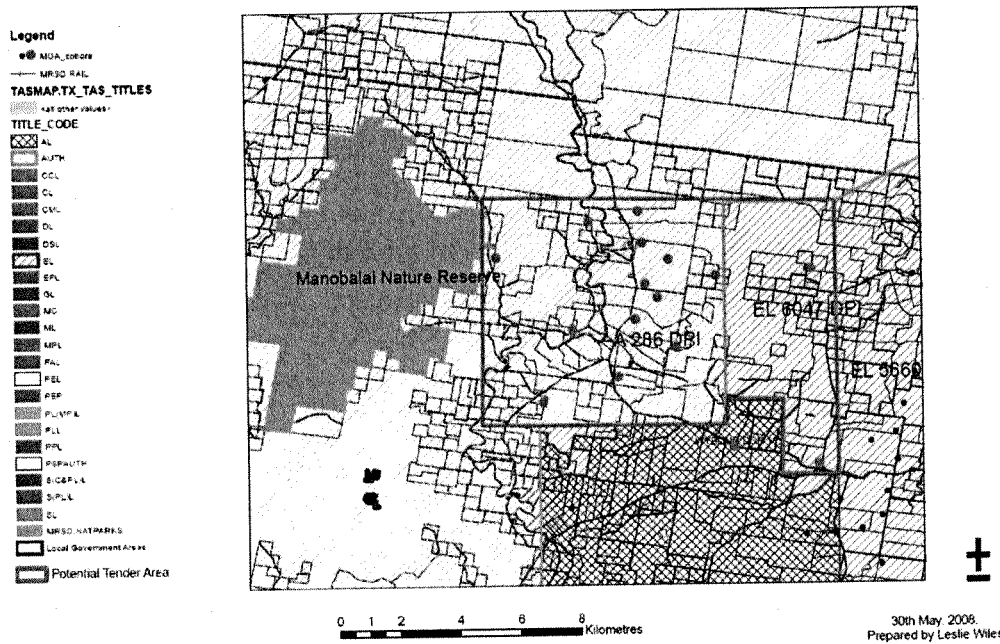 Legend
MRSD RAIL
TASMAP.TX_TAS_TITLES
<all other values>
TITLE_CODE
AL
AUTH
CCL
CL
CML
DL
DSL
EL
EPL
GL
MC
ML
MPL
PAL
PEL
PEP
PLL
PPL
PSPAUTH
SL
MRSD.NATPARKS
Local Government Areas
Potential Tender Area
Manobalai Nature Reserve
EL 6047 DPI
A 286 DPI
EL 5660
0 1 2 4 6 8
Kilometres
30th May. 2008.
Prepared by Leslie Wiles